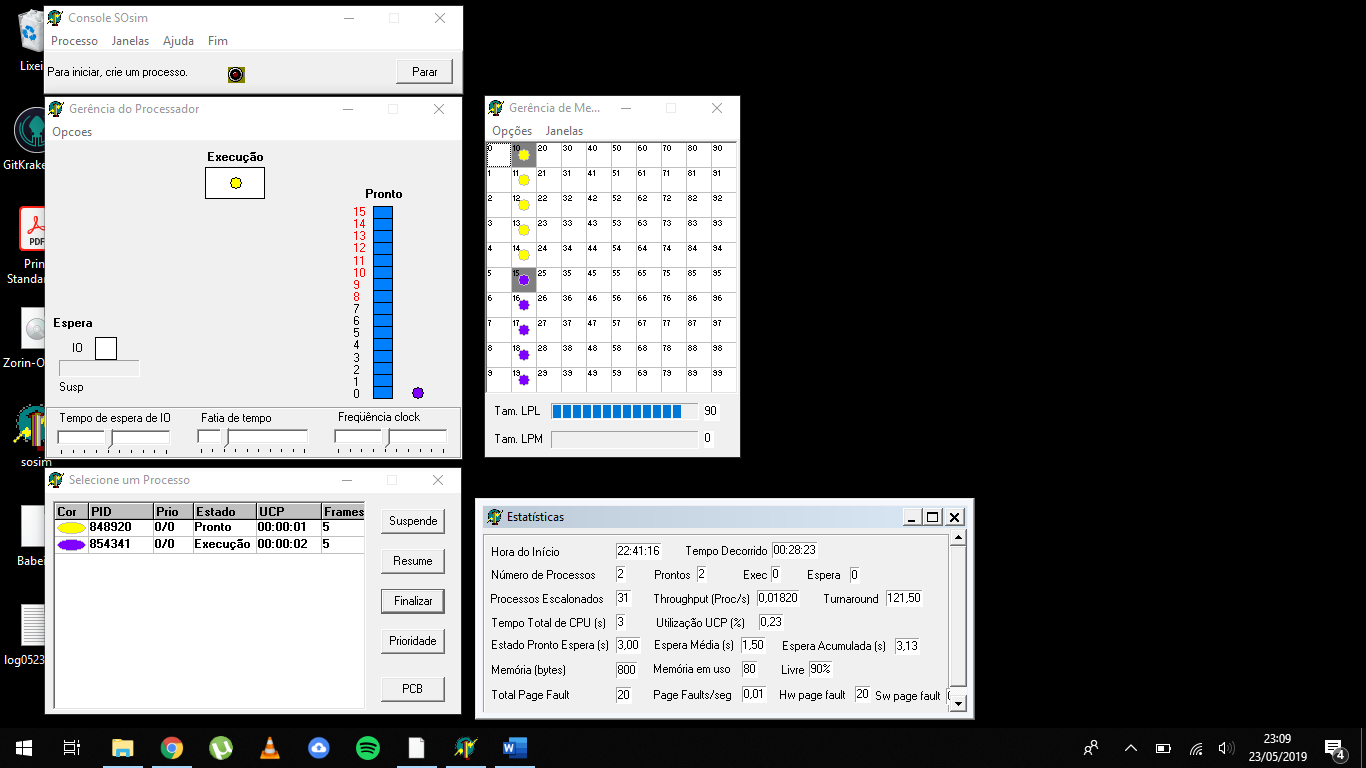 Lixei
GitKrake
PDF
Prin
Standar
Zorin-O
sosim
Babei
log0523
Console SOsim
Processo Janelas Ajuda Fim
Para iniciar, crie um processo. Parar
Gerência do Processador
Opcoes
Execução
Pronto
15
14
13
12
11
10
9
8
7
6
5
4
3
2
1
0
Espera
IO
Susp
Tempo de espera de IO Fatia de tempo Freqüência clock
Gerência de Me...
Opções Janelas
0 10 20 30 40 50 60 70 80 90
1 11 21 31 41 51 61 71 81 91
2 12 22 32 42 52 62 72 82 92
3 13 23 33 43 53 63 73 83 93
4 14 24 34 44 54 64 74 84 94
5 15 25 35 45 55 65 75 85 95
6 16 26 36 46 56 66 76 86 96
7 17 27 37 47 57 67 77 87 97
8 18 28 38 48 58 68 78 88 98
9 19 29 39 49 59 69 79 89 99
Tam. LPL 90
Tam. LPM 0
Selecione um Processo
Cor PID Prio Estado UCP Frames
848920 0/0 Pronto 00:00:01 5
854341 0/0 Execução 00:00:02 5
Suspende
Resume
Finalizar
Prioridade
PCB
Estatísticas
Hora do Início 22:41:16 Tempo Decorrido 00:28:23
Número de Processos 2 Prontos 2 Exec 0 Espera 0
Processos Escalonados 31 Throughput (Proc/s) 0,01820 Turnaround 121,50
Tempo Total de CPU (s) 3 Utilização UCP (%) 0,23
Estado Pronto Espera (s) 3,00 Espera Média (s) 1,50 Espera Acumulada (s) 3,13
Memória (bytes) 800 Memória em uso 80 Livre 90%
Total Page Fault 20 Page Faults/seg 0,01 Hw page fault 20 Sw page fault
23:09
23/05/2019
4